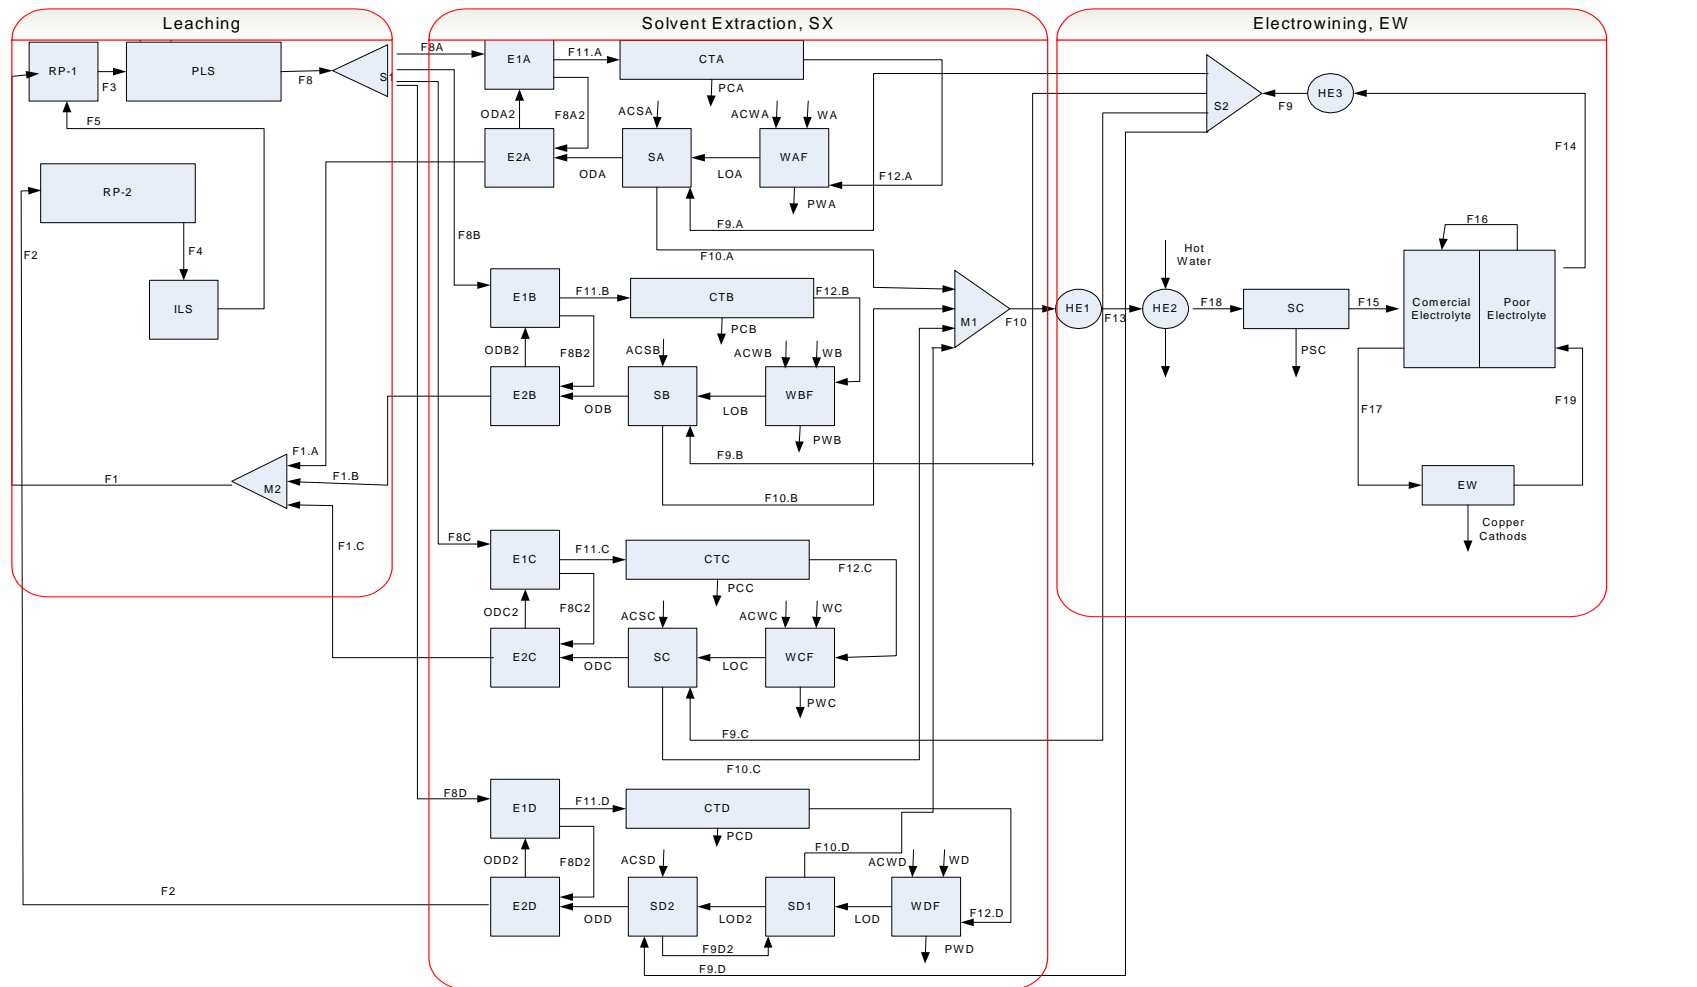 Leaching
Solvent Extraction, SX
Electrowining, EW
RP-1
F3
PLS
F8
S1
F5
RP-2
F2
F4
ILS
F1
M2
F1.A
F1.B
F1.C
F2
F8A
E1A
F11.A
CTA
PCA
ODA2
F8A2
ACSA
ACWA
WA
E2A
ODA
SA
LOA
WAF
F12.A
PWA
F9.A
F8B
F10.A
E1B
F11.B
CTB
F12.B
PCB
ODB2
F8B2
ACSB
ACWB
WB
E2B
ODB
SB
LOB
WBF
PWB
F9.B
F10.B
F8C
E1C
F11.C
CTC
F12.C
PCC
ODC2
F8C2
ACSC
ACWC
WC
E2C
ODC
SC
LOC
WCF
PWC
F9.C
F10.C
F8D
E1D
F11.D
CTD
PCD
F10.D
ODD2
F8D2
ACSD
ACWD
WD
E2D
ODD
SD2
LOD2
SD1
LOD
WDF
F12.D
F9D2
PWD
F9.D
M1
F10
S2
F9
HE3
F14
HE1
F13
Hot
Water
HE2
F18
SC
F15
PSC
F16
Comercial
Electrolyte
Poor
Electrolyte
F17
F19
EW
Copper
Cathods